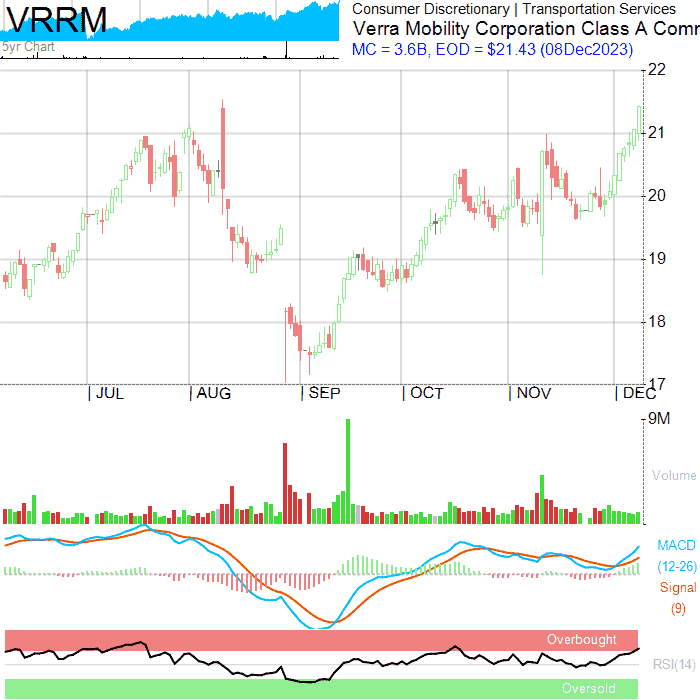 VRRM
5yr Chart
Consumer Discretionary | Transportation Services
Verra Mobility Corporation Class A Comr
MC = 3.6B, EOD = $21.43 (08Dec2023)
22
21
20
19
18
17
JUL AUG SEP OCT NOV DEC
9M
Volume
MACD
(12-26)
Signal
(9)
Overbought
RSI(14)
Oversold